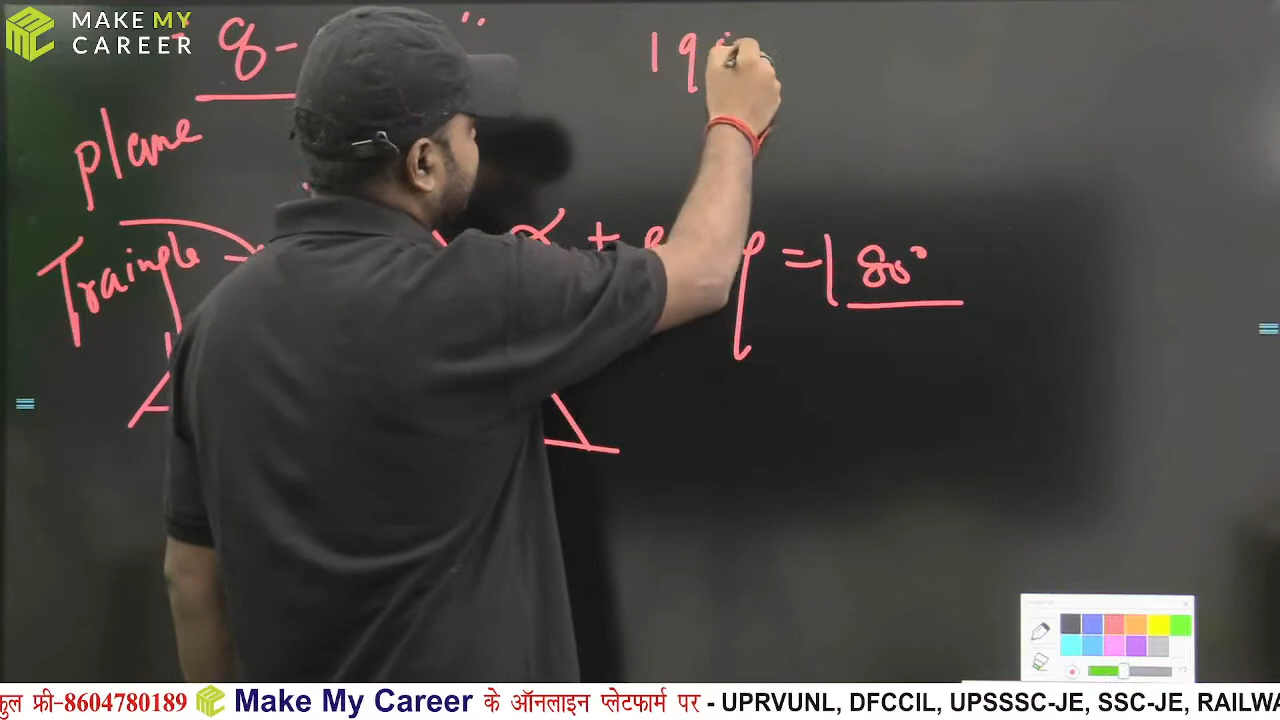 MAKE MY
CAREER
8-
19
plane
Traingle
α + β γ = 180°
कुल फ्री-8604780189 Make My Career के ऑनलाइन प्लेटफार्म पर - UPRVUNL, DFCCIL, UPSSSC-JE, SSC-JE, RAILWA